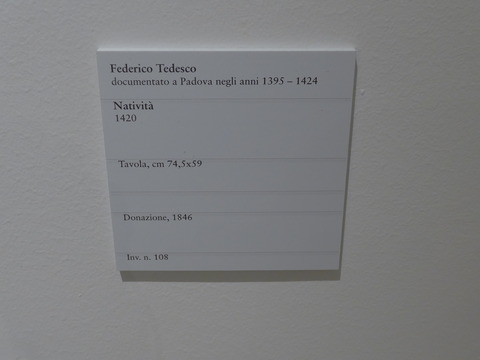 Federico Tedesco
documentato a Padova negli anni 1395 – 1424
Natività
1420
Tavola, cm 74,5x59
Donazione, 1846
Inv. n. 108